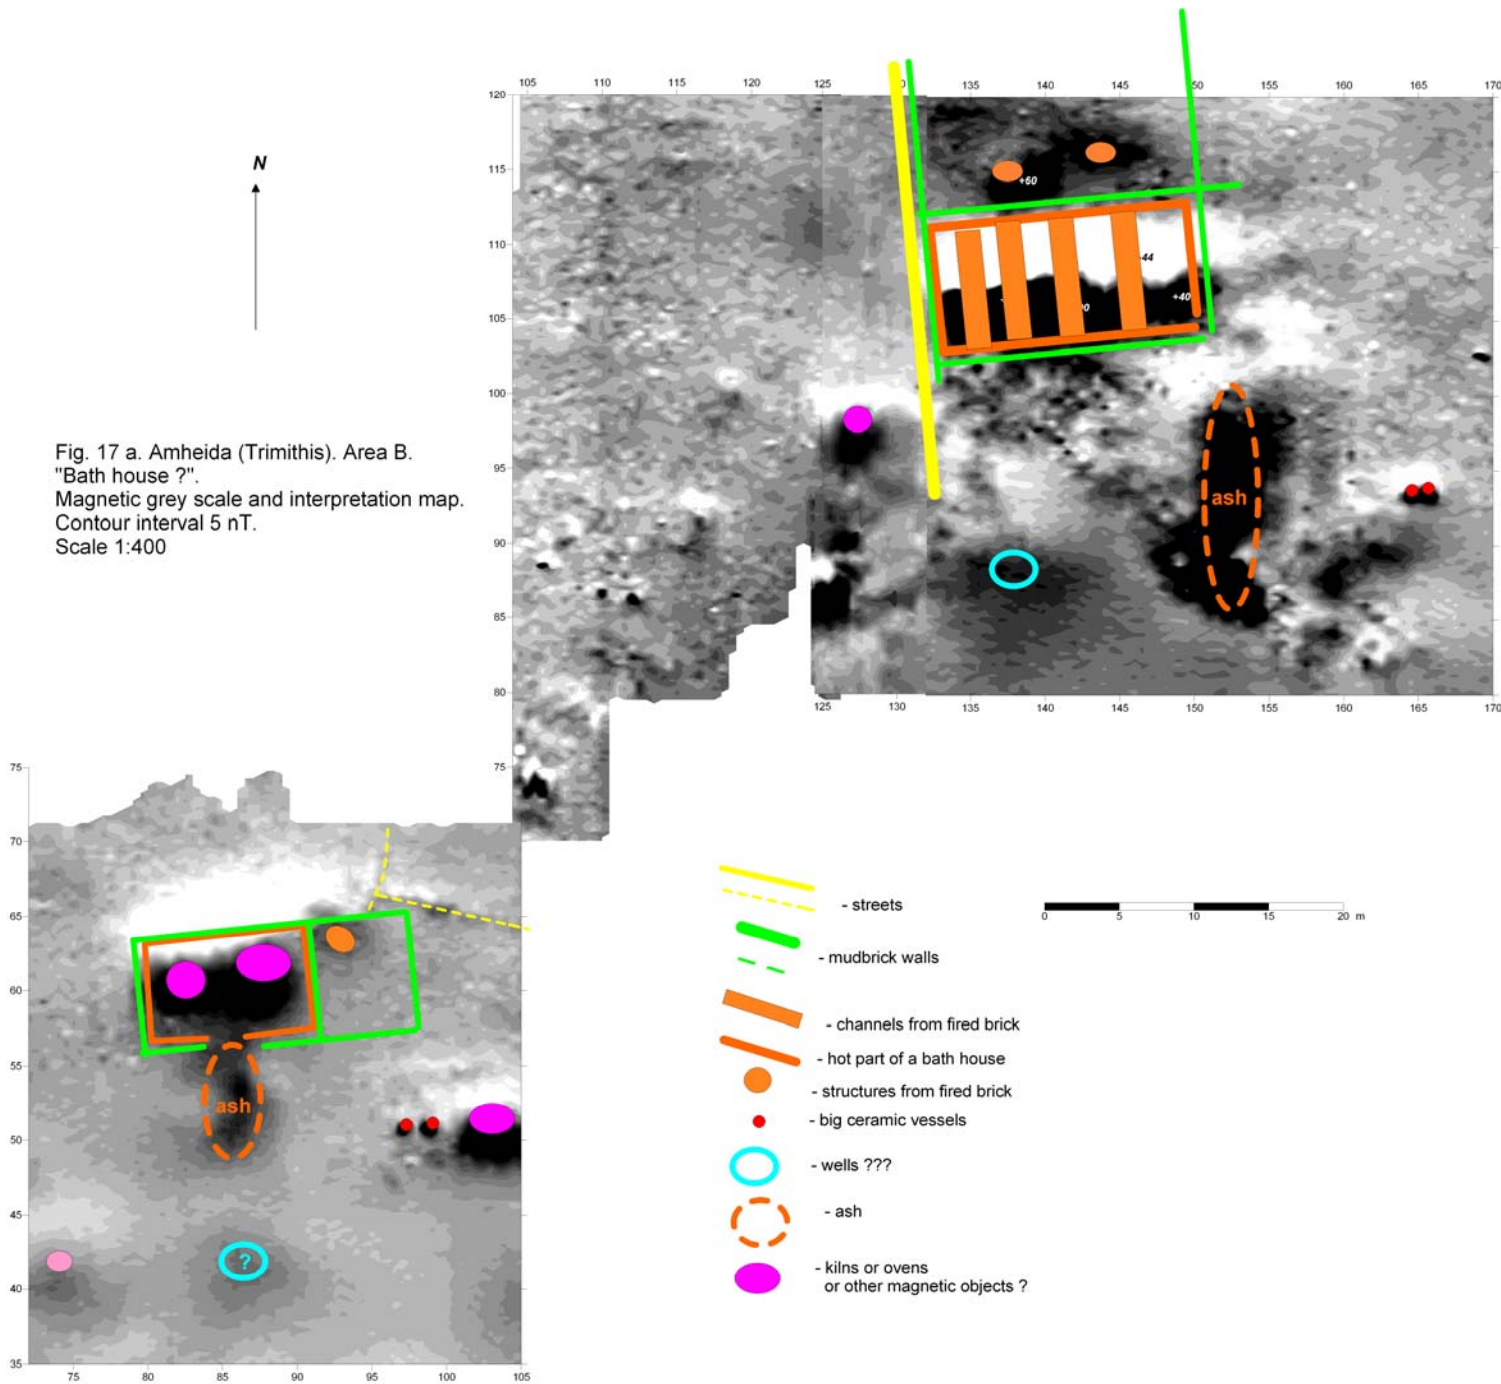 105 110 115 120 125 0 135 140 145 150 155 160 165 170
120
115
110
105
100
95
90
85
80
75
N
+60
-44
+40
ash
125 130 135 140 145 150 155 160 165 170
Fig. 17 a. Amheida (Trimithis). Area B.
"Bath house ?".
Magnetic grey scale and interpretation map.
Contour interval 5 nT.
Scale 1:400
75
70
65
60
55
50
45
40
35
ash
?
75 80 85 90 95 100 105
- streets
- mudbrick walls
- channels from fired brick
- hot part of a bath house
- structures from fired brick
- big ceramic vessels
- wells ???
- ash
- kilns or ovens
or other magnetic objects ?
0 5 10 15 20 m